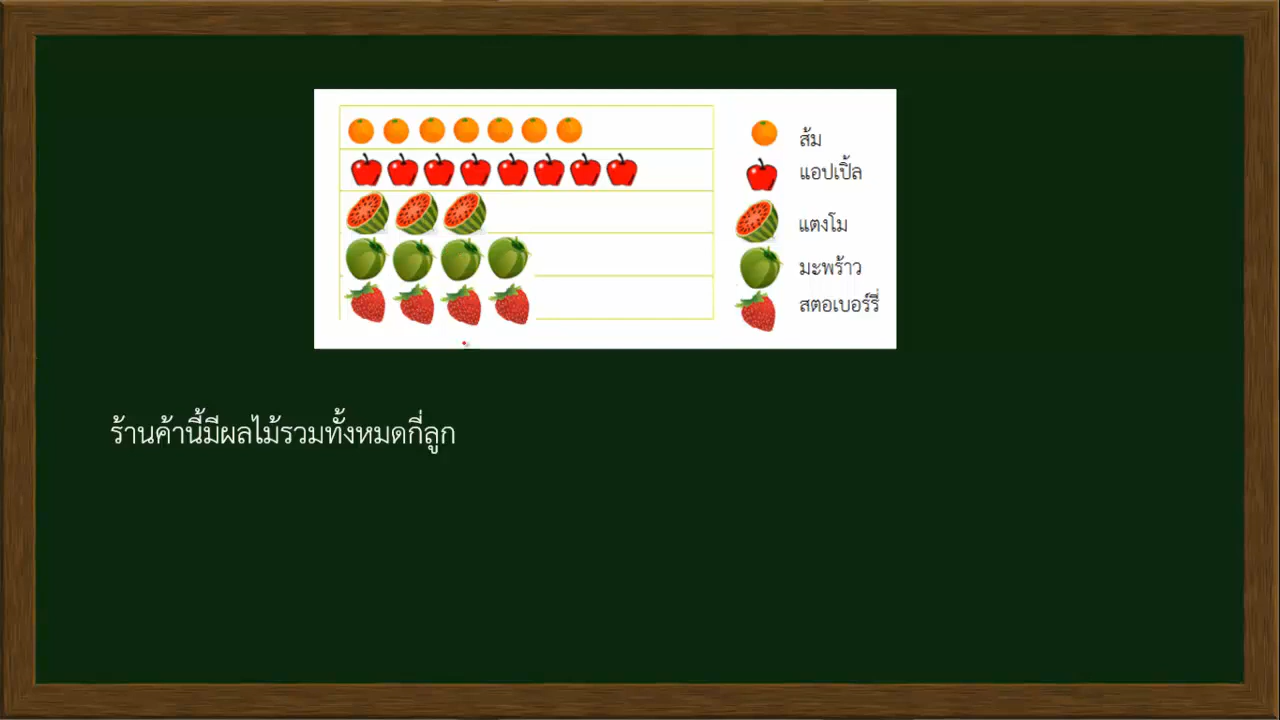 ส้ม
แอปเปิ้ล
แตงโม
มะพร้าว
สตอเบอร์รี่
ร้านค้านี้มีผลไม้รวมทั้งหมดกี่ลูก